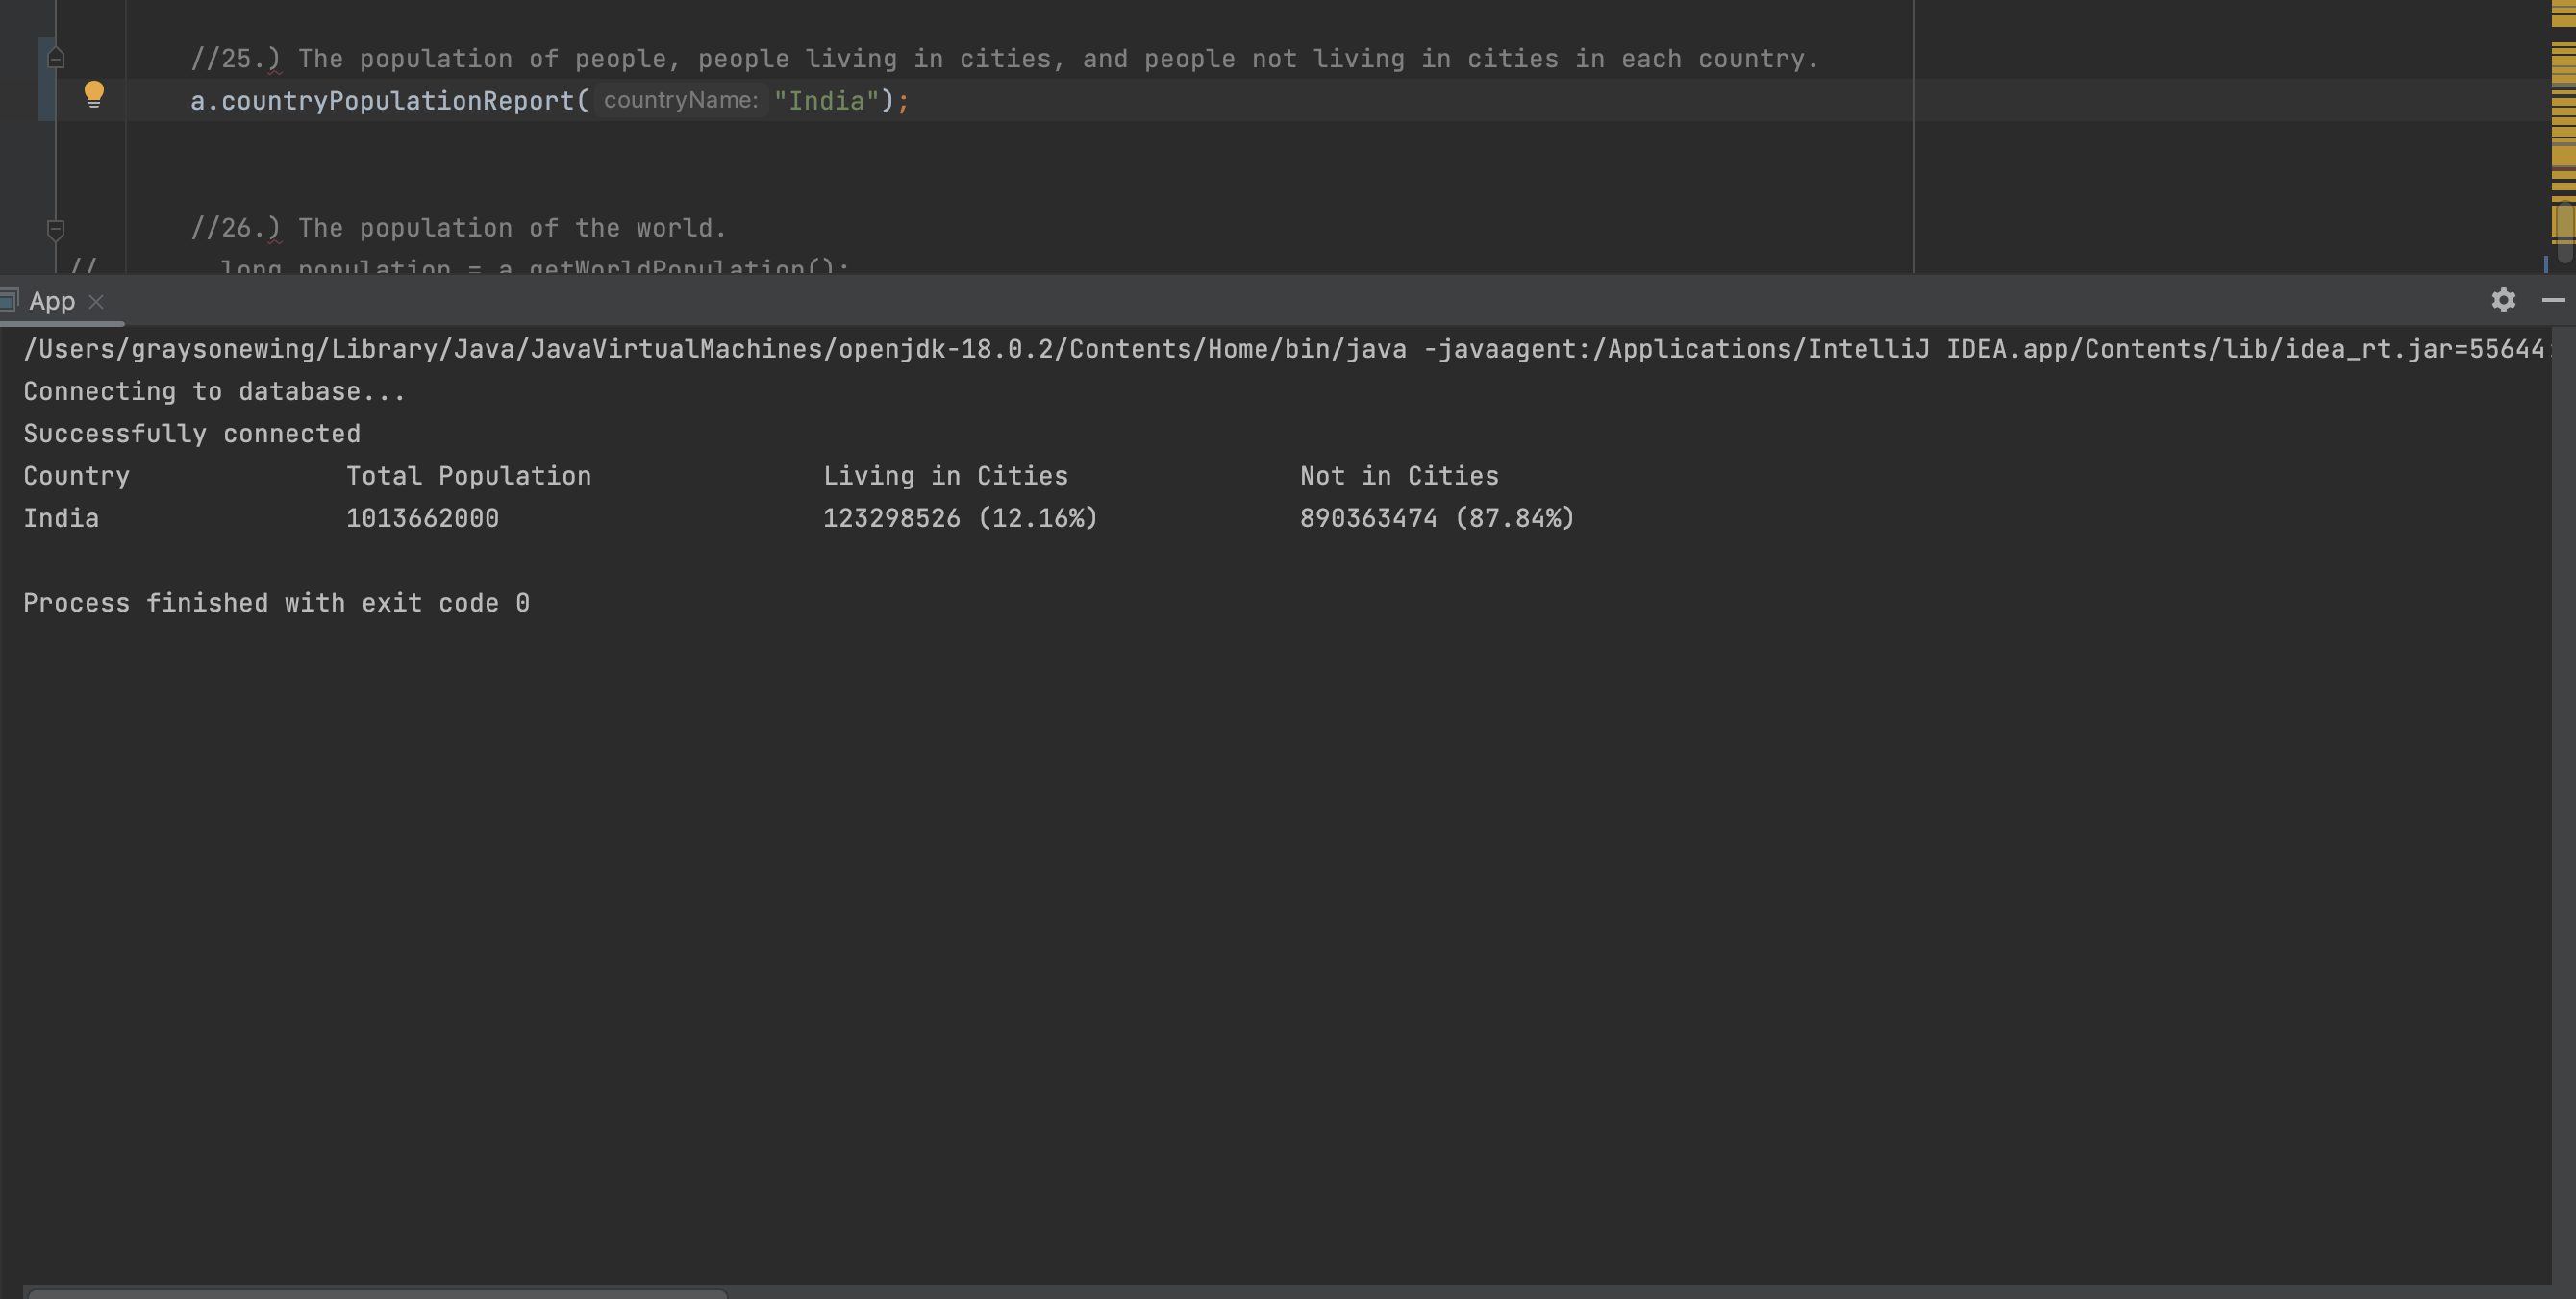 //25.) The population of people, people living in cities, and people not living in cities in each country.
a.countryPopulationReport( countryName: "India");
//26.) The population of the world.
// long population = a.getWorldPopulation();
App
/Users/graysonewing/Library/Java/JavaVirtualMachines/openjdk-18.0.2/Contents/Home/bin/java -javaagent:/Applications/IntelliJ IDEA.app/Contents/lib/idea_rt.jar=55644:
Connecting to database...
Successfully connected
Country Total Population Living in Cities Not in Cities
India 1013662000 123298526 (12.16%) 890363474 (87.84%)
Process finished with exit code 0